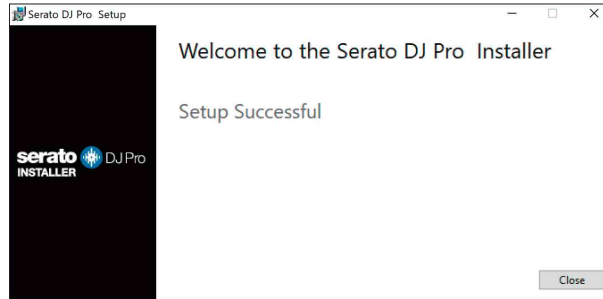 Serato DJ Pro  Setup
Welcome to the Serato DJ Pro  Installer
Setup Successful
serato DJ Pro
INSTALLER
Close